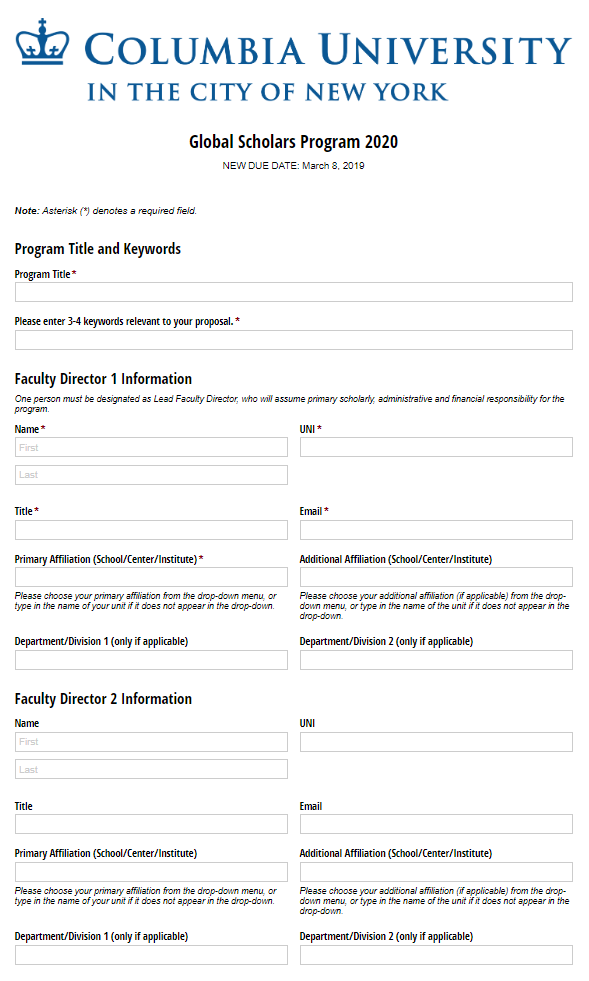 COLUMBIA UNIVERSITY
IN THE CITY OF NEW YORK
Global Scholars Program 2020
NEW DUE DATE: March 8, 2019
Note: Asterisk (*) denotes a required field.
Program Title and Keywords
Program Title *
Please enter 3-4 keywords relevant to your proposal. *
Faculty Director 1 Information
One person must be designated as Lead Faculty Director, who will assume primary scholarly, administrative and financial responsibility for the
program.
Name * UNI *
First
Last
Title * Email *
Primary Affiliation (School/Center/Institute) * Additional Affiliation (School/Center/Institute)
Please choose your primary affiliation from the drop-down menu, or
type in the name of your unit if it does not appear in the drop-down.
Please choose your additional affiliation (if applicable) from the drop-
down menu, or type in the name of the unit if it does not appear in the
drop-down.
Department/Division 1 (only if applicable) Department/Division 2 (only if applicable)
Faculty Director 2 Information
Name UNI
First
Last
Title Email
Primary Affiliation (School/Center/Institute) Additional Affiliation (School/Center/Institute)
Please choose your primary affiliation from the drop-down menu, or
type in the name of your unit if it does not appear in the drop-down.
Please choose your additional affiliation (if applicable) from the drop-
down menu, or type in the name of the unit if it does not appear in the
drop-down.
Department/Division 1 (only if applicable) Department/Division 2 (only if applicable)